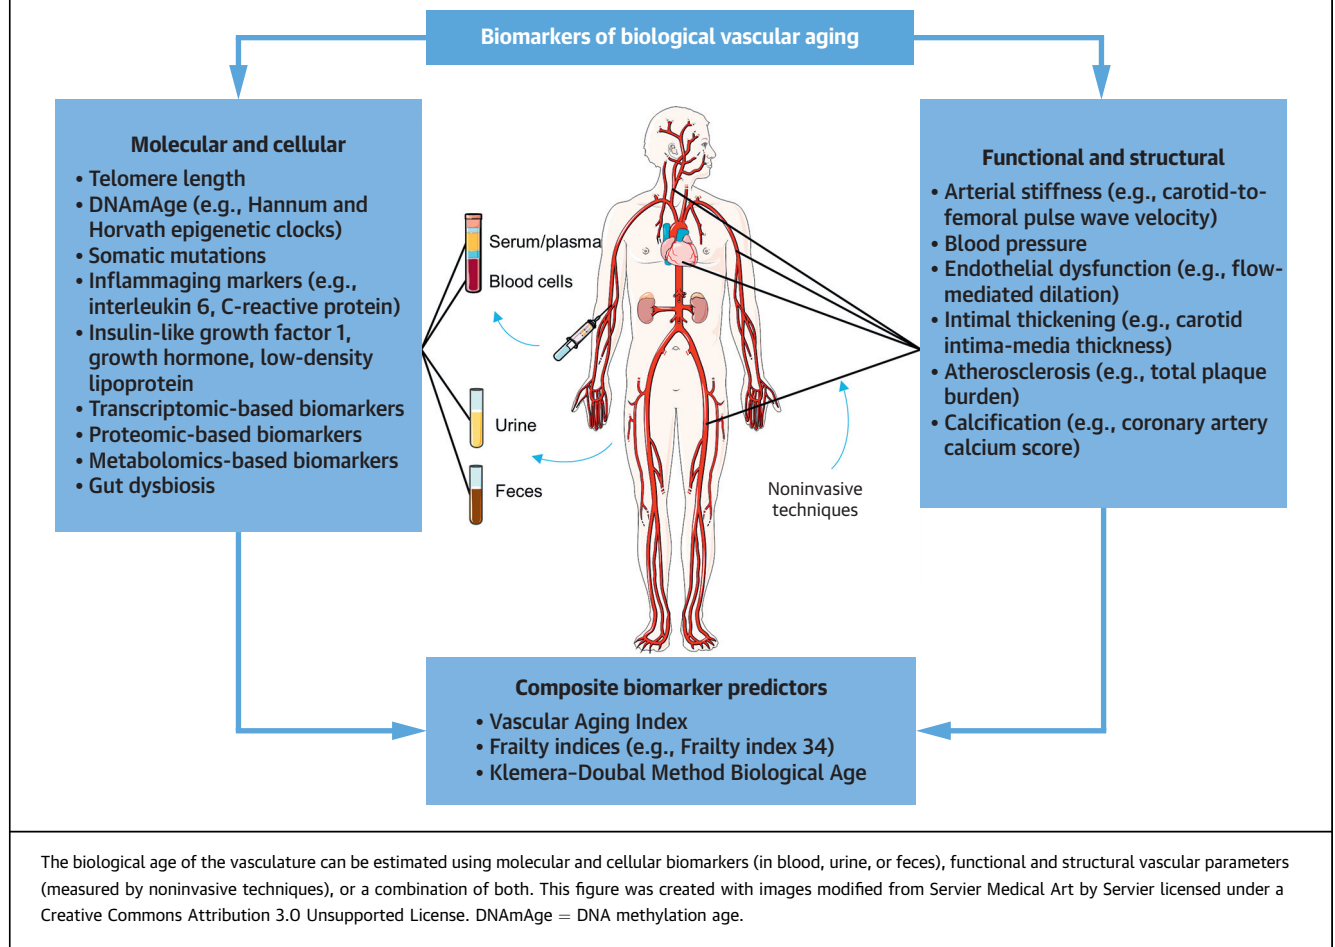 Biomarkers of biological vascular aging
Molecular and cellular
• Telomere length
• DNAmAge (e.g., Hannum and
Horvath epigenetic clocks)
• Somatic mutations
• Inflammaging markers (e.g.,
interleukin 6, C-reactive protein)
• Insulin-like growth factor 1,
growth hormone, low-density
lipoprotein
• Transcriptomic-based biomarkers
• Proteomic-based biomarkers
• Metabolomics-based biomarkers
• Gut dysbiosis
Serum/plasma
Blood cells
Urine
Feces
Noninvasive
techniques
Functional and structural
• Arterial stiffness (e.g., carotid-to-
femoral pulse wave velocity)
• Blood pressure
• Endothelial dysfunction (e.g., flow-
mediated dilation)
• Intimal thickening (e.g., carotid
intima-media thickness)
• Atherosclerosis (e.g., total plaque
burden)
• Calcification (e.g., coronary artery
calcium score)
Composite biomarker predictors
• Vascular Aging Index
• Frailty indices (e.g., Frailty index 34)
• Klemera-Doubal Method Biological Age
The biological age of the vasculature can be estimated using molecular and cellular biomarkers (in blood, urine, or feces), functional and structural vascular parameters
(measured by noninvasive techniques), or a combination of both. This figure was created with images modified from Servier Medical Art by Servier licensed under a
Creative Commons Attribution 3.0 Unsupported License. DNAmAge = DNA methylation age.